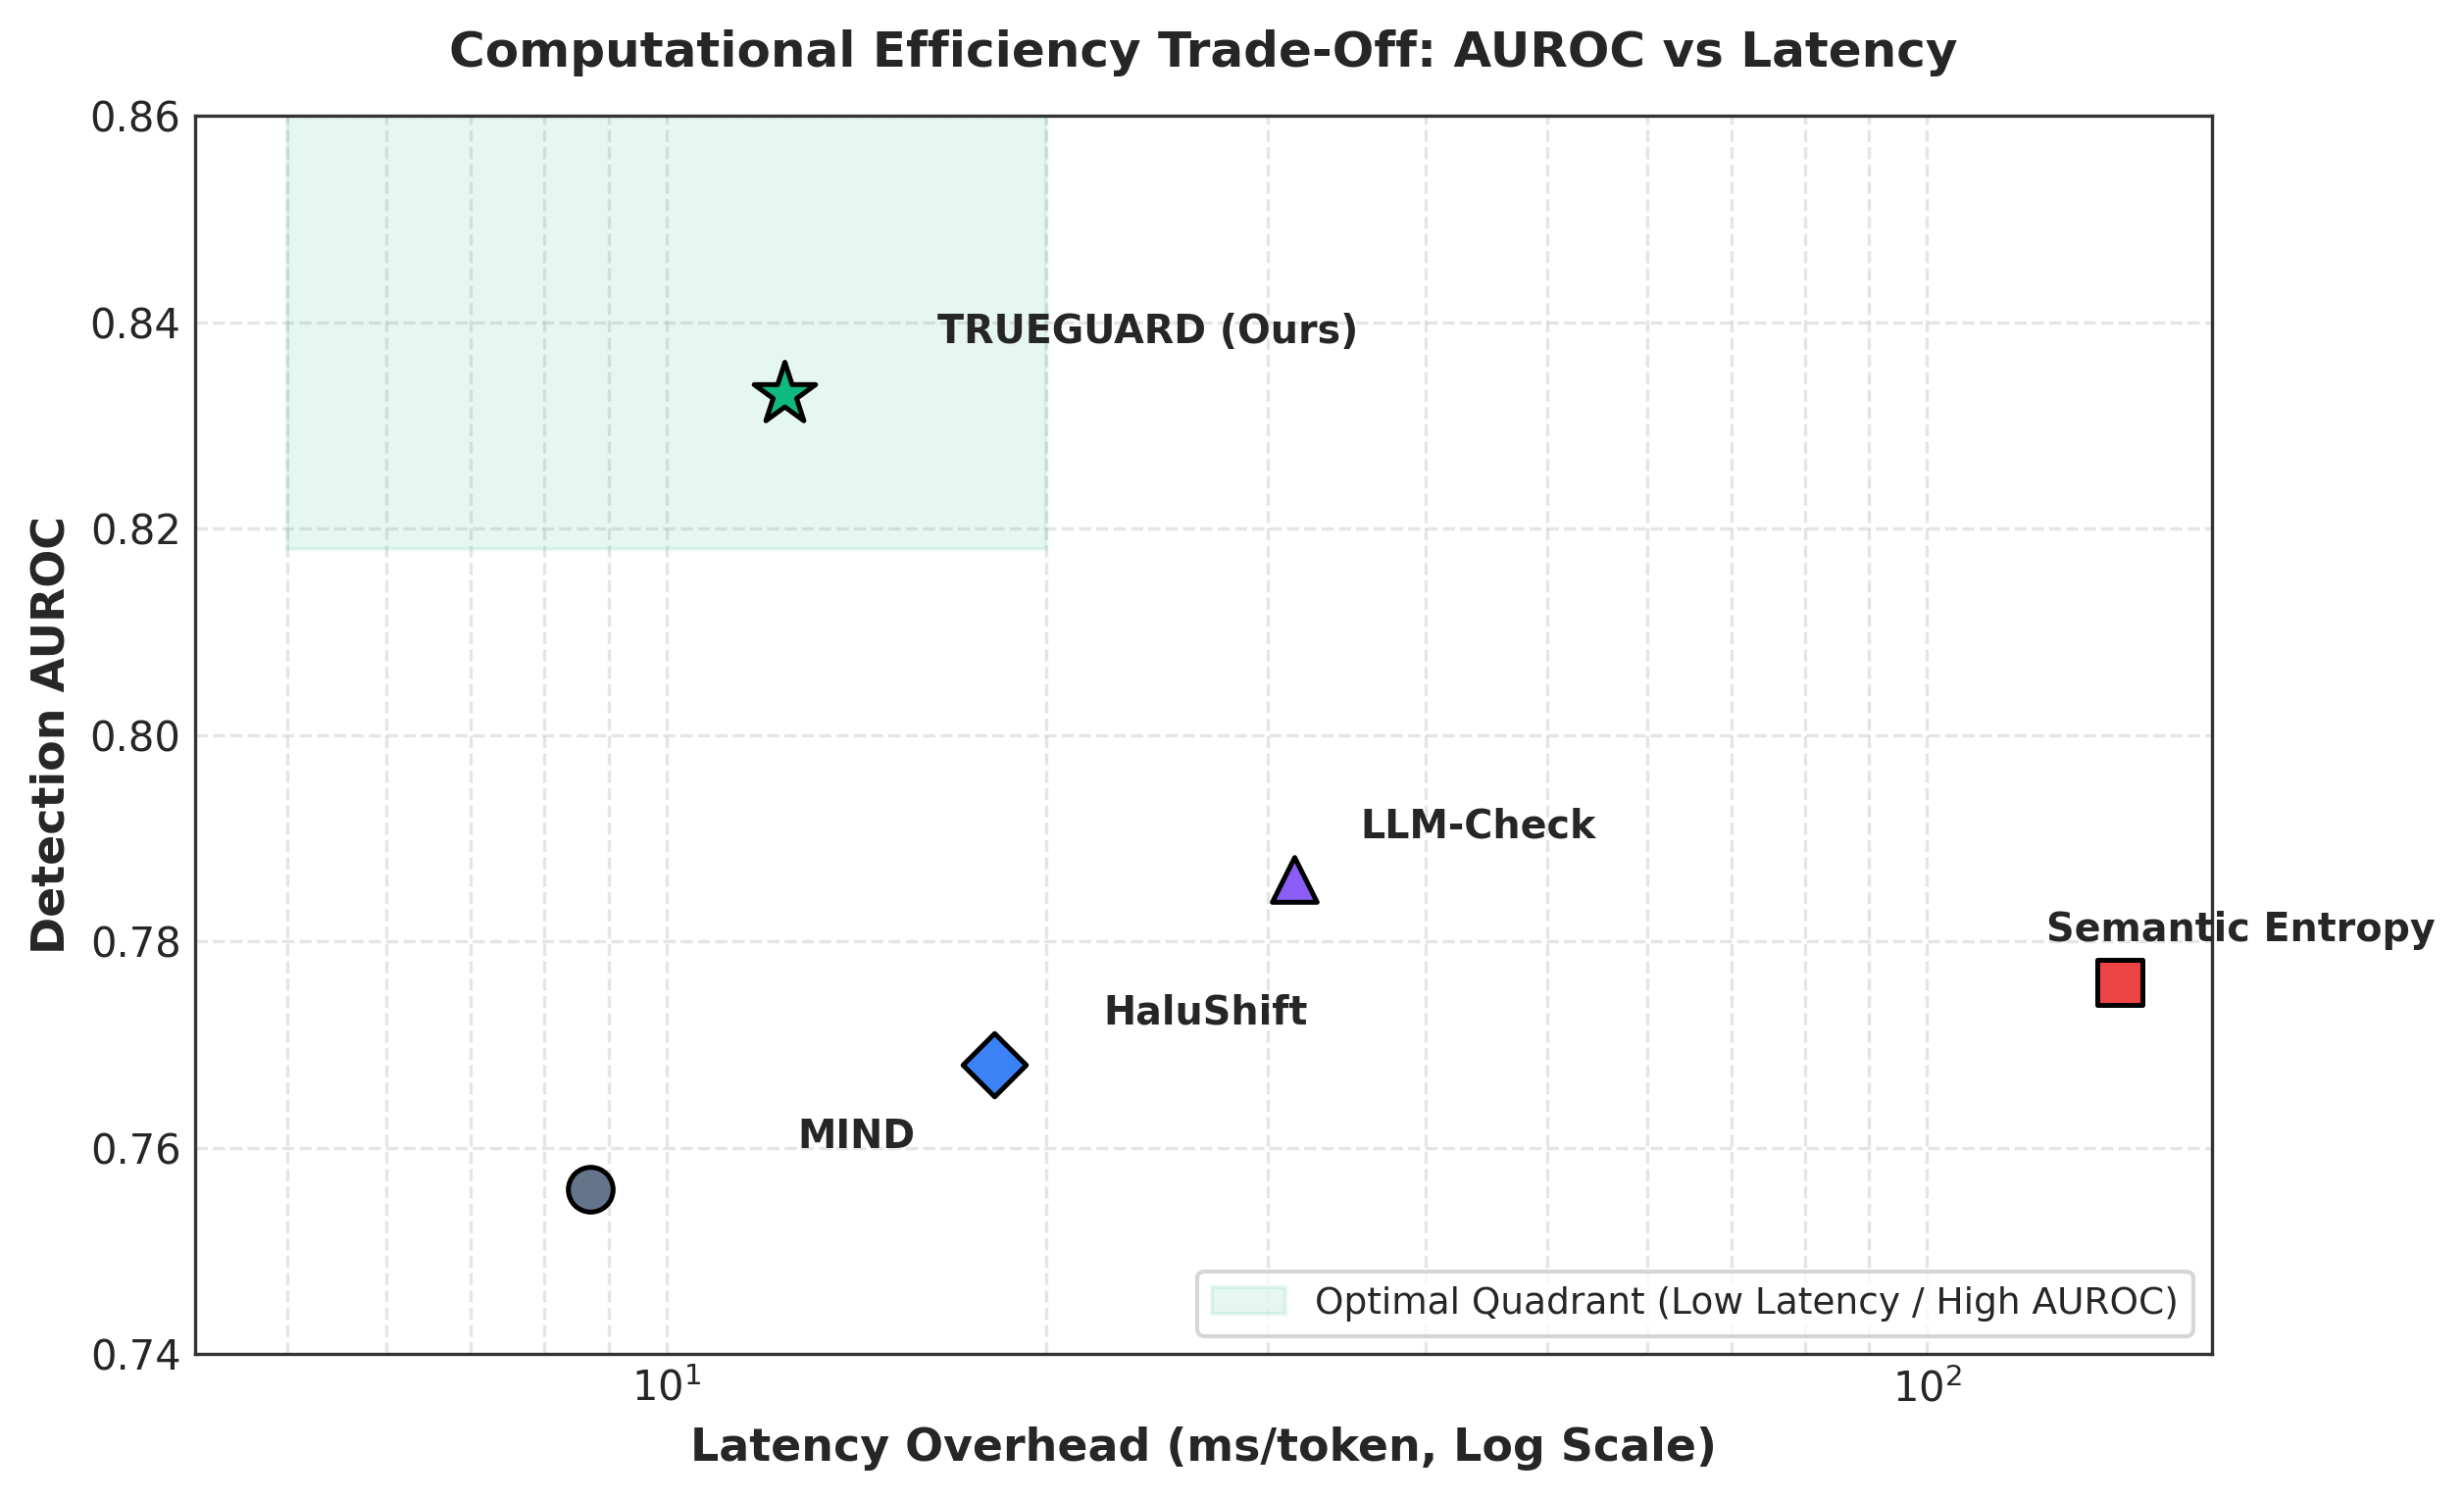 Computational Efficiency Trade-Off: AUROC vs Latency
0.86
0.84
0.82
0.80
0.78
0.76
0.74
Detection AUROC
TRUEGUARD (Ours)
LLM-Check
Semantic Entropy
HaluShift
MIND
Optimal Quadrant (Low Latency / High AUROC)
10¹
10²
Latency Overhead (ms/token, Log Scale)